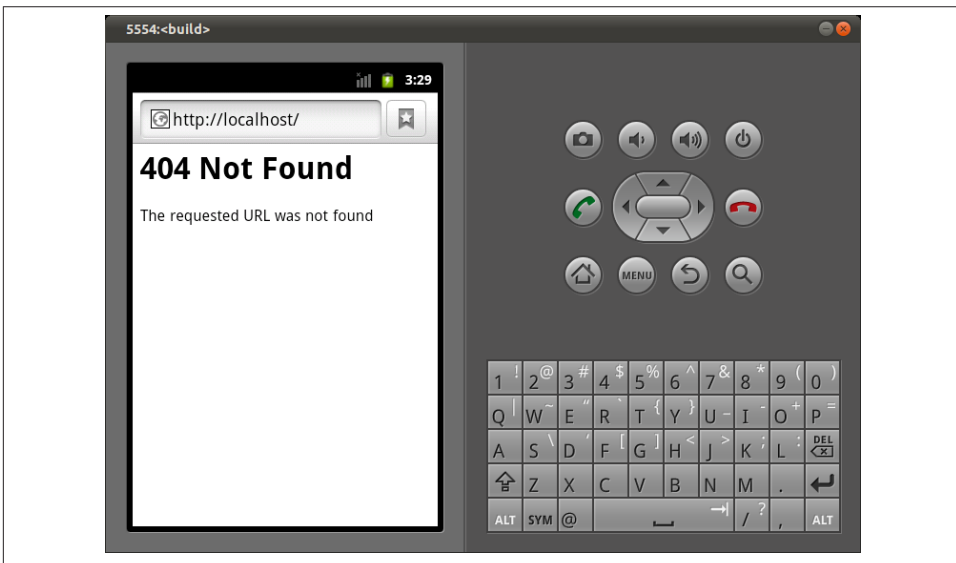 5554:<build>
3:29
http://localhost/
404 Not Found
The requested URL was not found
MENU
1 ! 2 @ 3 # 4 $ 5 % 6 ^ 7 & 8 * 9 ( 0 )
Q | W ~ E " R ` T { Y } U _ I - O + P =
A S \ D ' F [ G ] H < J > K ; L : DEL
Z X C V B N M .
ALT SYM @ / ? , ALT